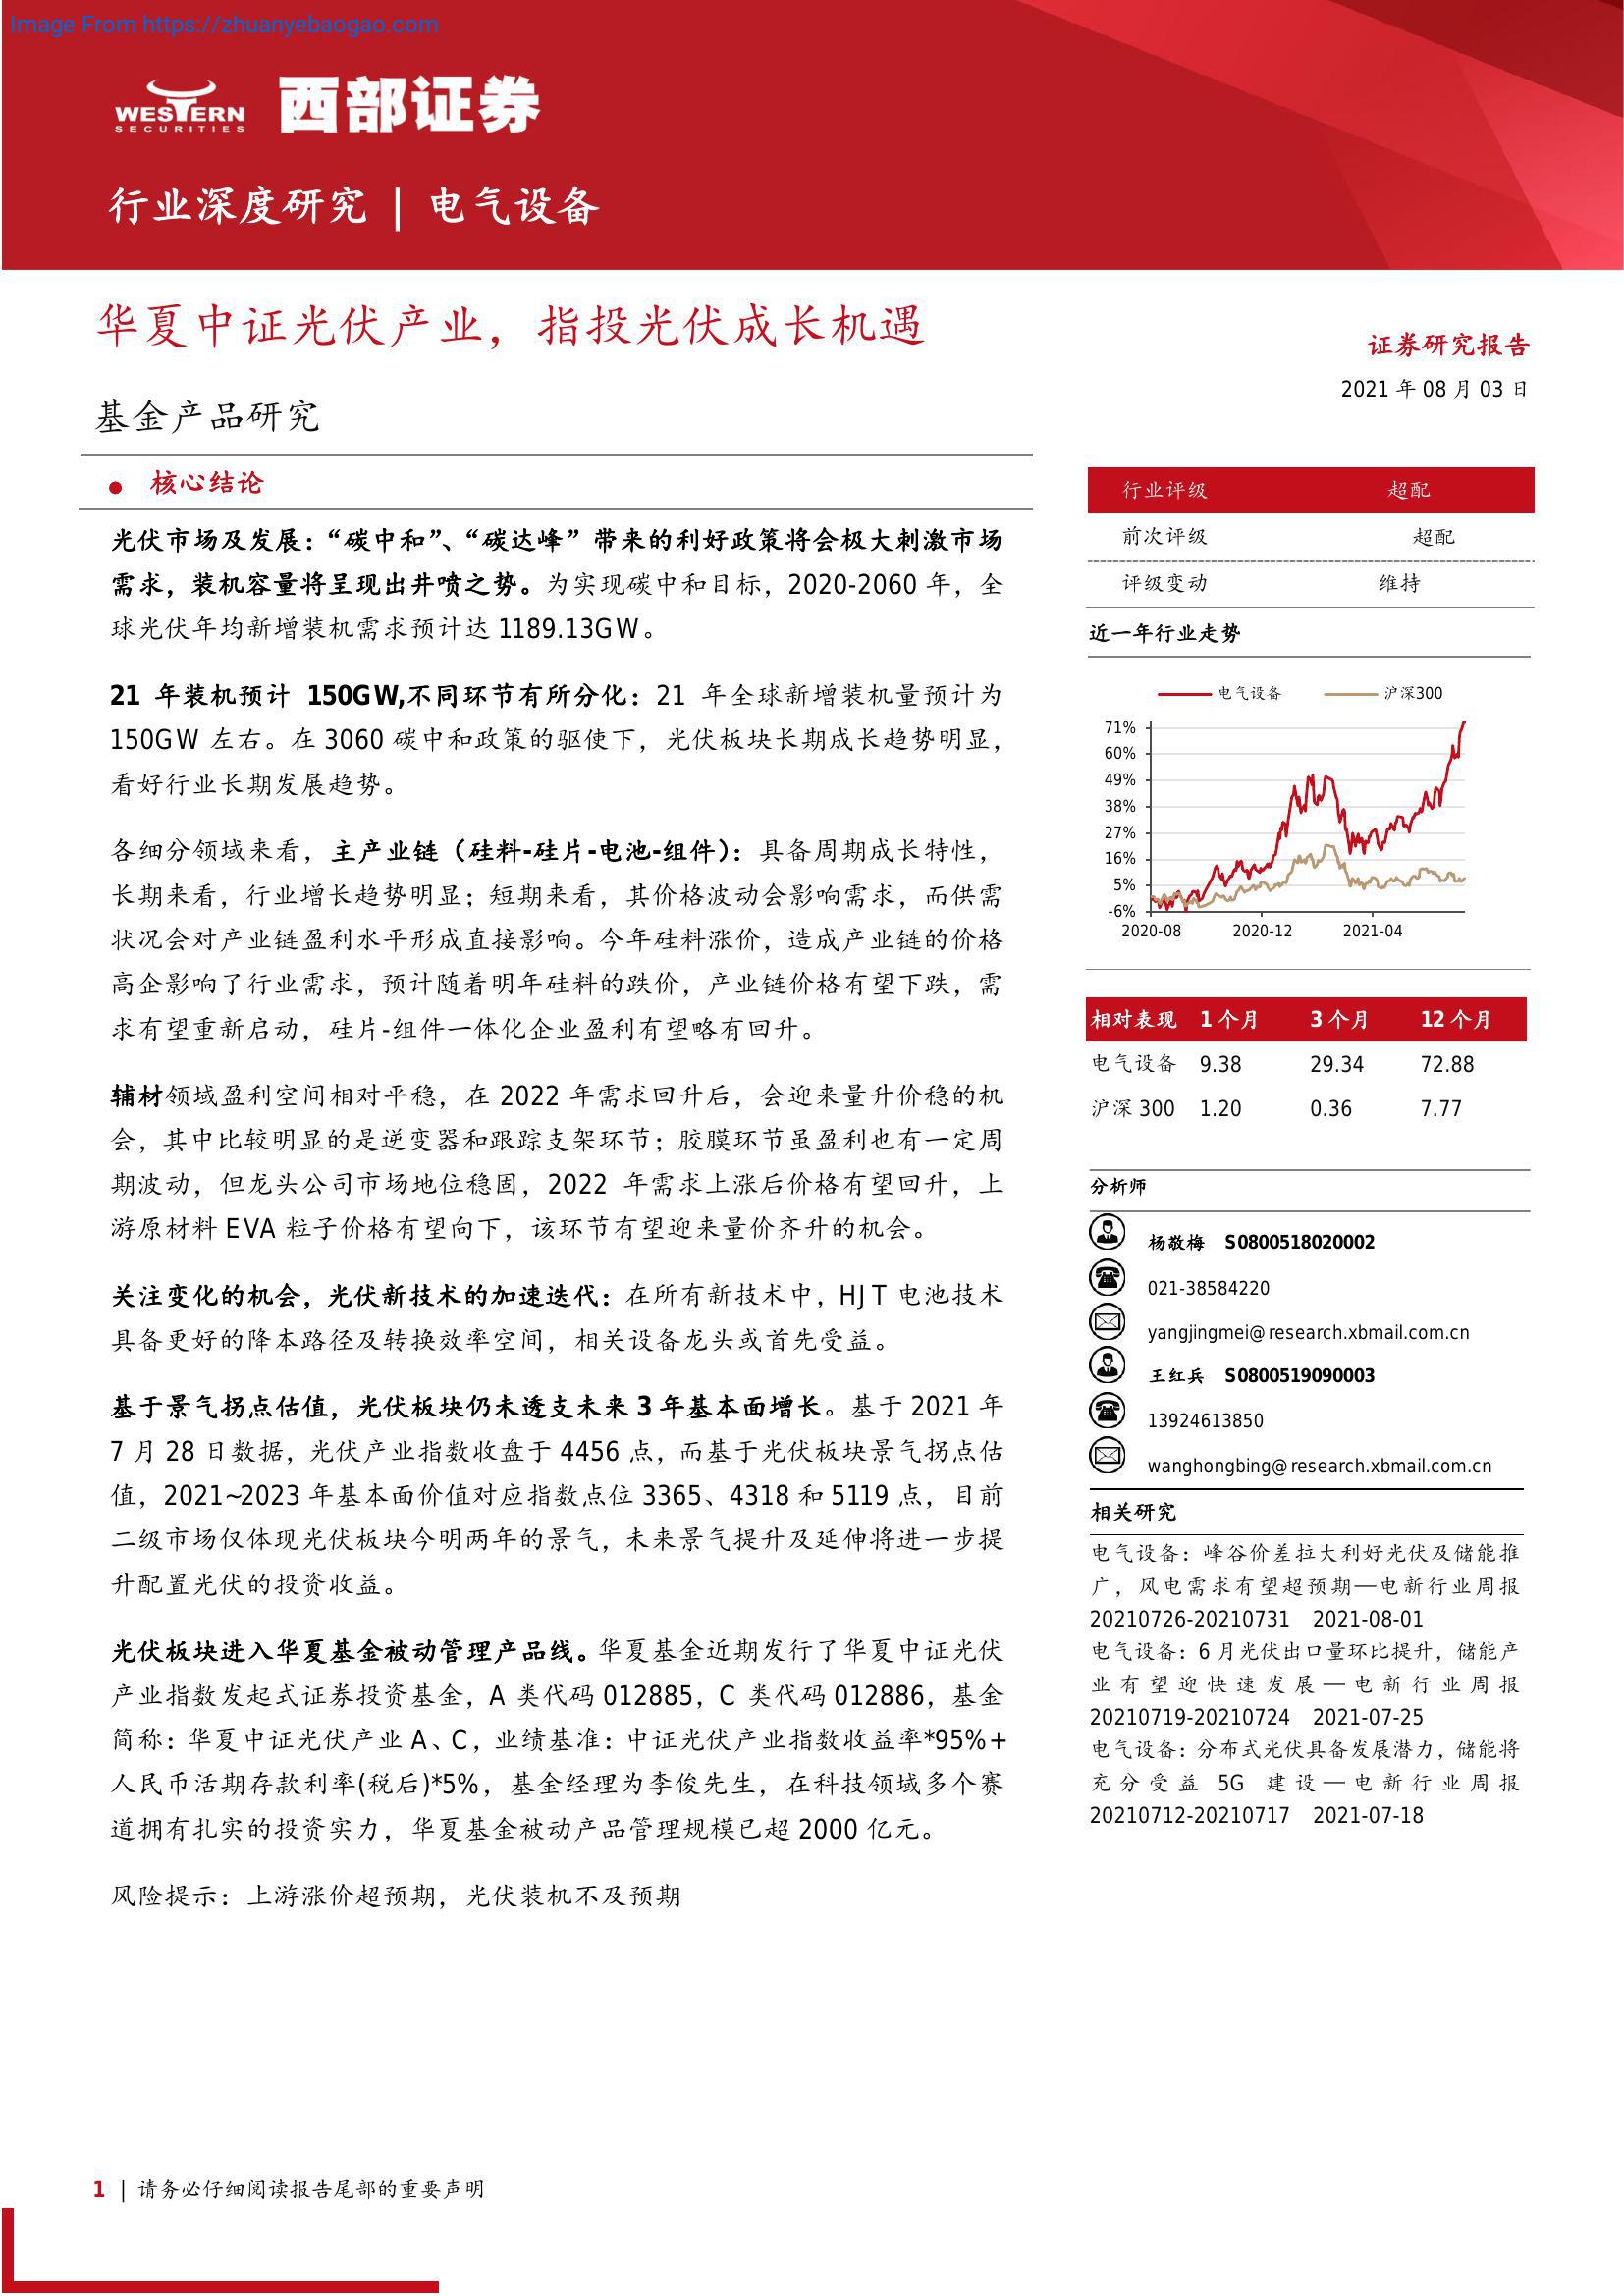 Image From https://zhuanyebaogao.com
WESTERN
SECURITIES
西部证券
行业深度研究 | 电气设备
华夏中证光伏产业，指投光伏成长机遇
基金产品研究
证券研究报告
2021 年 08 月 03 日
● 核心结论
光伏市场及发展：“碳中和”、“碳达峰”带来的利好政策将会极大刺激市场
需求，装机容量将呈现出井喷之势。为实现碳中和目标，2020-2060 年，全
球光伏年均新增装机需求预计达 1189.13GW。
21 年装机预计 150GW,不同环节有所分化：21 年全球新增装机量预计为
150GW 左右。在 3060 碳中和政策的驱使下，光伏板块长期成长趋势明显，
看好行业长期发展趋势。
各细分领域来看，主产业链（硅料-硅片-电池-组件）：具备周期成长特性，
长期来看，行业增长趋势明显；短期来看，其价格波动会影响需求，而供需
状况会对产业链盈利水平形成直接影响。今年硅料涨价，造成产业链的价格
高企影响了行业需求，预计随着明年硅料的跌价，产业链价格有望下跌，需
求有望重新启动，硅片-组件一体化企业盈利有望略有回升。
辅材领域盈利空间相对平稳，在 2022 年需求回升后，会迎来量升价稳的机
会，其中比较明显的是逆变器和跟踪支架环节；胶膜环节虽盈利也有一定周
期波动，但龙头公司市场地位稳固，2022 年需求上涨后价格有望回升，上
游原材料 EVA 粒子价格有望向下，该环节有望迎来量价齐升的机会。
关注变化的机会，光伏新技术的加速迭代：在所有新技术中，HJT 电池技术
具备更好的降本路径及转换效率空间，相关设备龙头或首先受益。
基于景气拐点估值，光伏板块仍未透支未来 3 年基本面增长。基于 2021 年
7 月 28 日数据，光伏产业指数收盘于 4456 点，而基于光伏板块景气拐点估
值，2021~2023 年基本面价值对应指数点位 3365、4318 和 5119 点，目前
二级市场仅体现光伏板块今明两年的景气，未来景气提升及延伸将进一步提
升配置光伏的投资收益。
光伏板块进入华夏基金被动管理产品线。华夏基金近期发行了华夏中证光伏
产业指数发起式证券投资基金，A 类代码 012885，C 类代码 012886，基金
简称：华夏中证光伏产业 A、C，业绩基准：中证光伏产业指数收益率*95%+
人民币活期存款利率(税后)*5%，基金经理为李俊先生，在科技领域多个赛
道拥有扎实的投资实力，华夏基金被动产品管理规模已超 2000 亿元。
风险提示：上游涨价超预期，光伏装机不及预期
行业评级 超配
前次评级 超配
评级变动 维持
近一年行业走势
电气设备 沪深300
71%
60%
49%
38%
27%
16%
5%
-6%
2020-08 2020-12 2021-04
相对表现 1 个月 3 个月 12 个月
电气设备 9.38 29.34 72.88
沪深 300 1.20 0.36 7.77
分析师
杨敬梅 S0800518020002
021-38584220
yangjingmei@research.xbmail.com.cn
王红兵 S0800519090003
13924613850
wanghongbing@research.xbmail.com.cn
相关研究
电气设备：峰谷价差拉大利好光伏及储能推
广，风电需求有望超预期—电新行业周报
20210726-20210731 2021-08-01
电气设备：6 月光伏出口量环比提升，储能产
业有望迎快速发展—电新行业周报
20210719-20210724 2021-07-25
电气设备：分布式光伏具备发展潜力，储能将
充分受益 5G 建设—电新行业周报
20210712-20210717 2021-07-18
1 | 请务必仔细阅读报告尾部的重要声明